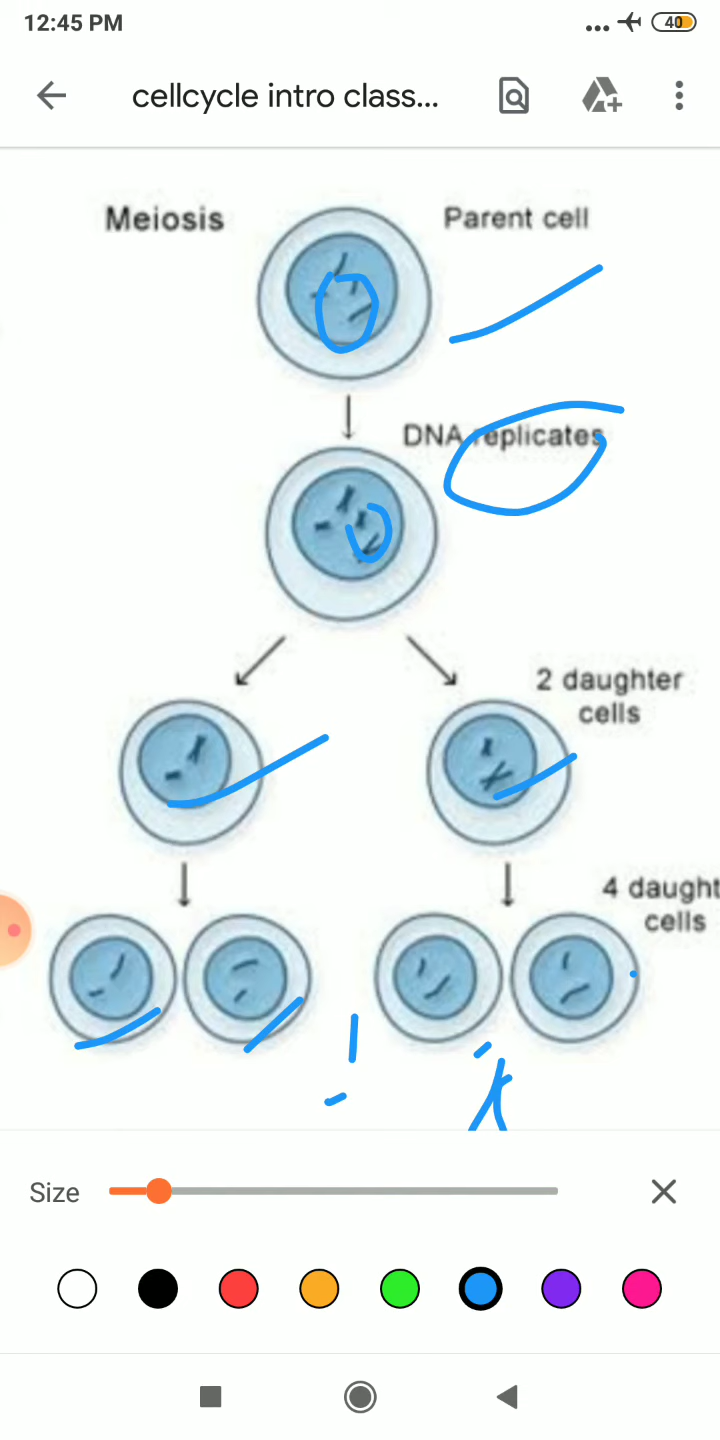 12:45 PM
40
cellcycle intro class...
Meiosis
Parent cell
DNA replicates
2 daughter
cells
4 daught
cells
Size